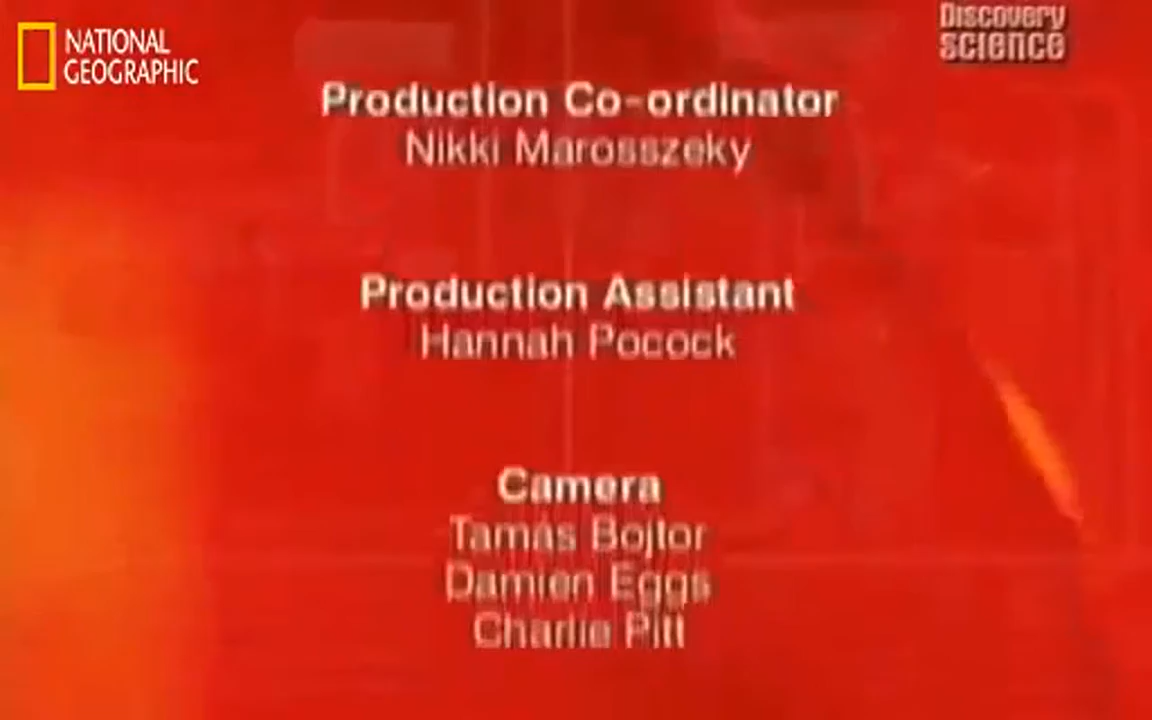 NATIONAL
GEOGRAPHIC
Discovery
science
Production Co-ordinator
Nikki Marosszeky
Production Assistant
Hannah Pocock
Camera
Tamás Bojtor
Damien Eggs
Charlie Pitt